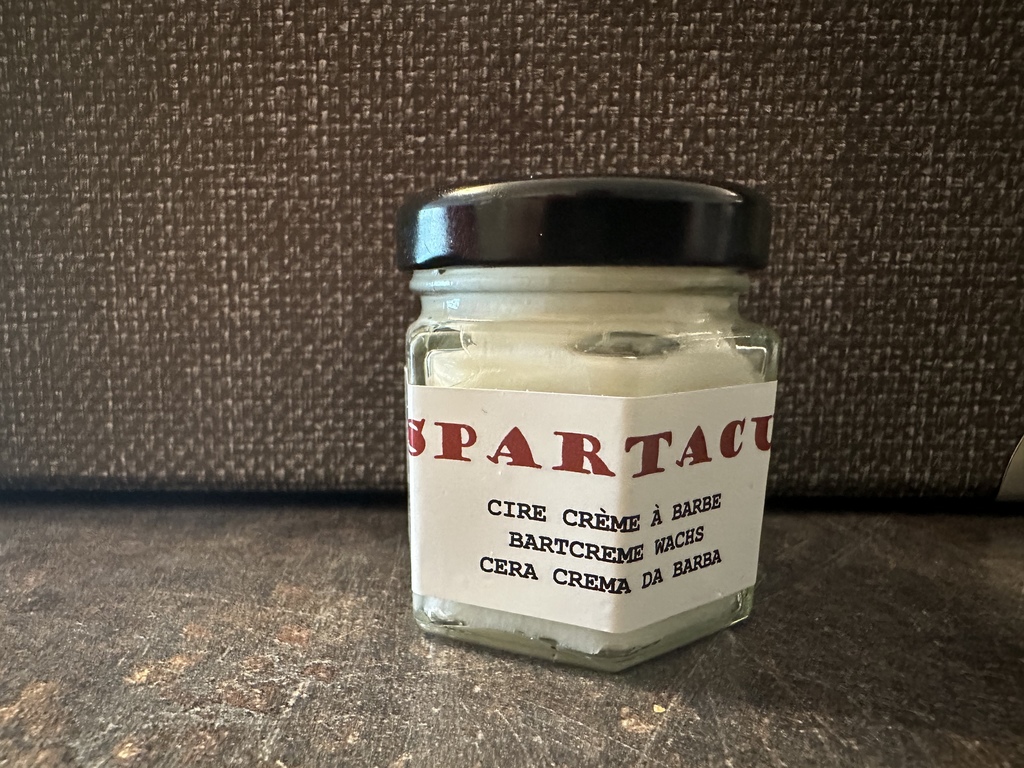 SPARTACU
CIRE CRÈME À BARBE
BARTCREME WACHS
CERA CREMA DA BARBA